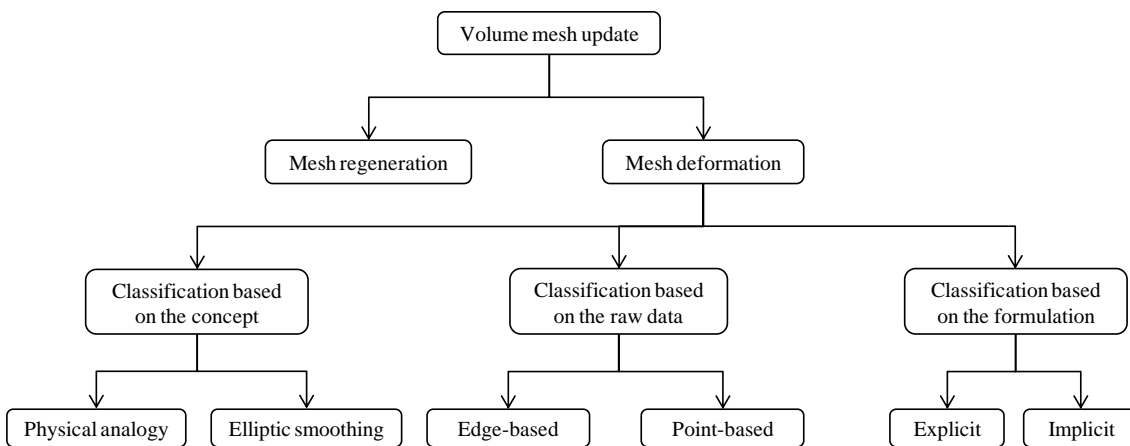 Volume mesh update
Mesh regeneration
Mesh deformation
Classification based
on the concept
Classification based
on the raw data
Classification based
on the formulation
Physical analogy
Elliptic smoothing
Edge-based
Point-based
Explicit
Implicit